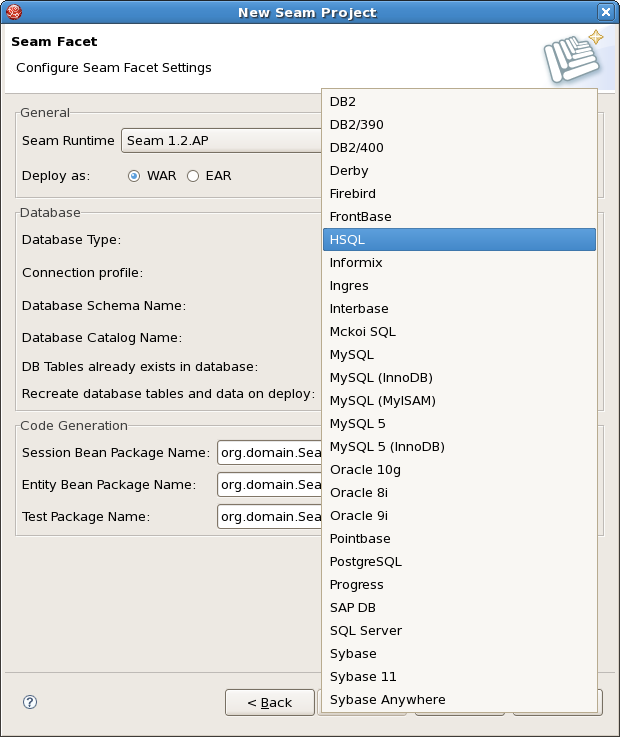 New Seam Project
Seam Facet
Configure Seam Facet Settings
General
Seam Runtime Seam 1.2.AP
Deploy as: WAR EAR
Database
Database Type:
Connection profile:
Database Schema Name:
Database Catalog Name:
DB Tables already exists in database:
Recreate database tables and data on deploy:
Code Generation
Session Bean Package Name: org.domain.Sea
Entity Bean Package Name: org.domain.Sea
Test Package Name: org.domain.Sea
DB2
DB2/390
DB2/400
Derby
Firebird
FrontBase
HSQL
Informix
Ingres
Interbase
Mckoi SQL
MySQL
MySQL (InnoDB)
MySQL (MyISAM)
MySQL 5
MySQL 5 (InnoDB)
Oracle 10g
Oracle 8i
Oracle 9i
Pointbase
PostgreSQL
Progress
SAP DB
SQL Server
Sybase
Sybase 11
Sybase Anywhere
? < Back